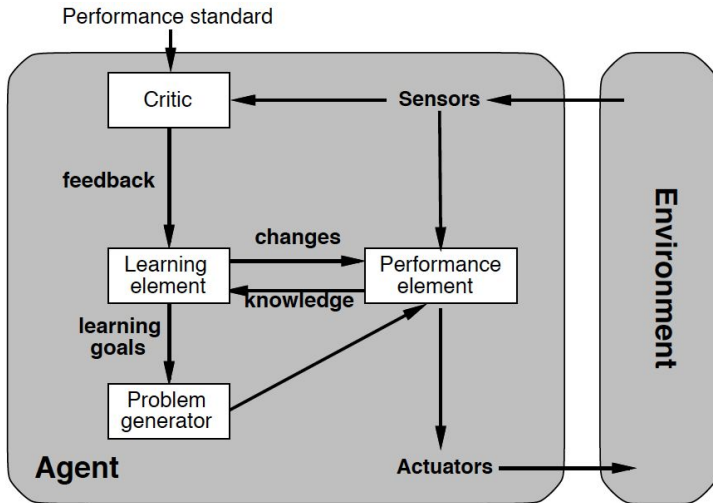 Performance standard
Critic
Sensors
feedback
changes
Learning
element
Performance
element
knowledge
learning
goals
Problem
generator
Agent
Actuators
Environment